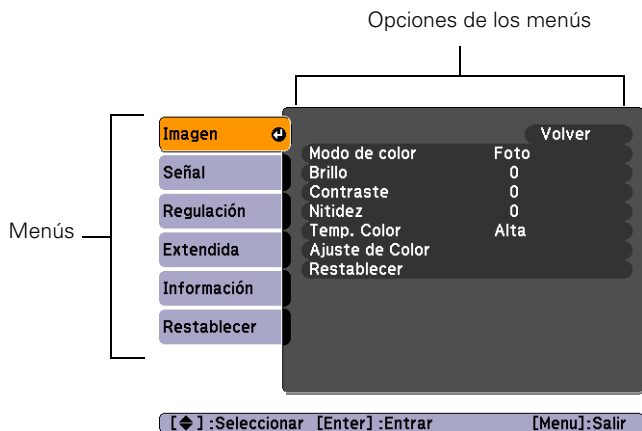 Opciones de los menús
Menús
Imagen
Señal
Regulación
Extendida
Información
Restablecer
Volver
Modo de color Foto
Brillo 0
Contraste 0
Nitidez 0
Temp. Color Alta
Ajuste de Color
Restablecer
[◆] :Seleccionar [Enter] :Entrar [Menu]:Salir